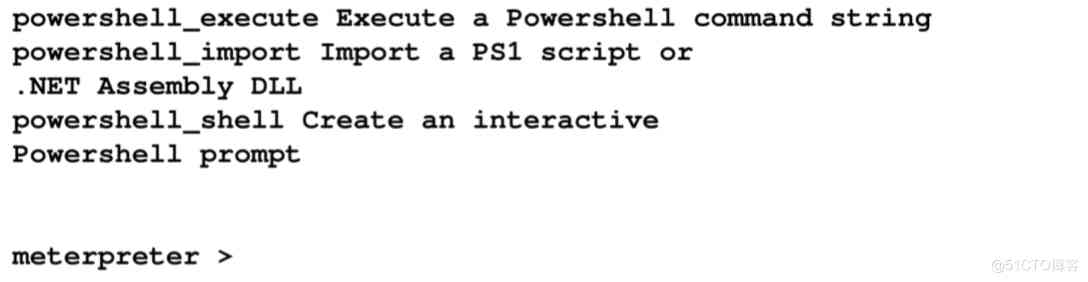 powershell_execute Execute a Powershell command string
powershell_import Import a PS1 script or
.NET Assembly DLL
powershell_shell Create an interactive
Powershell prompt
meterpreter >
@51CTO博客